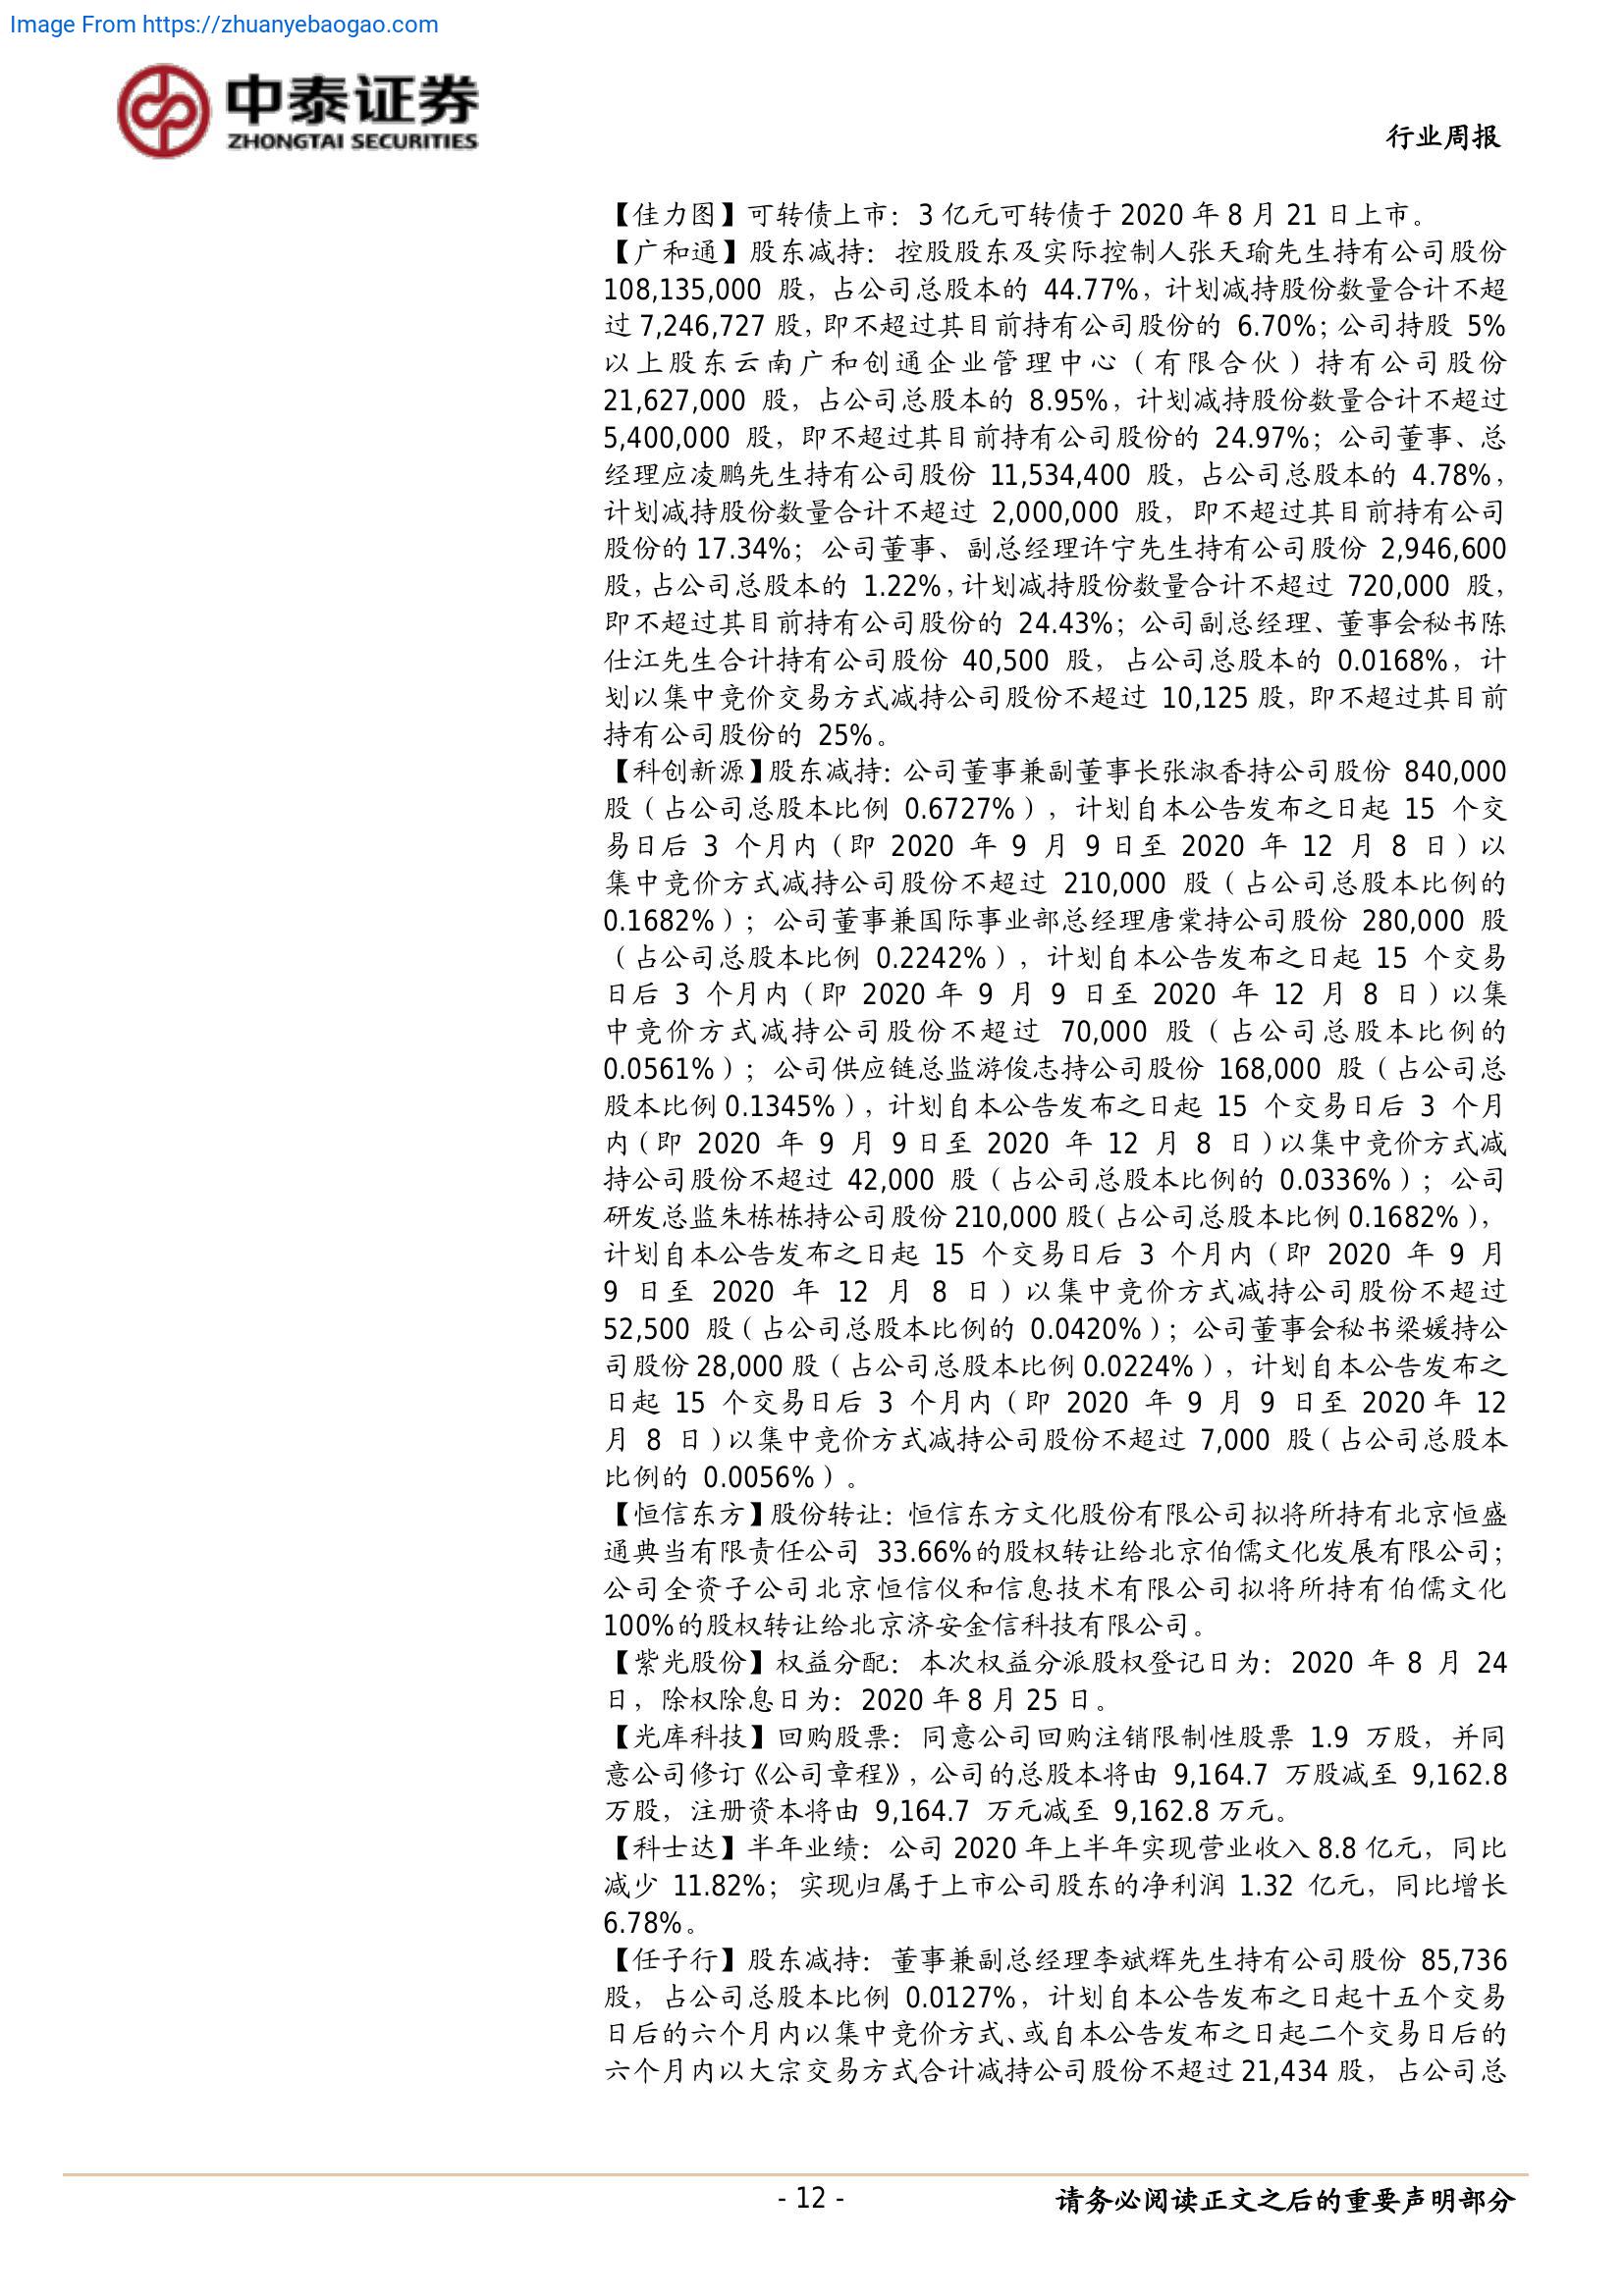 Image From https://zhuanyebaogao.com
中泰证券
ZHONGTAI SECURITIES
行业周报
【佳力图】可转债上市：3 亿元可转债于 2020 年 8 月 21 日上市。
【广和通】股东减持：控股股东及实际控制人张天瑜先生持有公司股份
108,135,000 股，占公司总股本的 44.77%，计划减持股份数量合计不超
过 7,246,727 股，即不超过其目前持有公司股份的 6.70%；公司持股 5%
以上股东云南广和创通企业管理中心（有限合伙）持有公司股份
21,627,000 股，占公司总股本的 8.95%，计划减持股份数量合计不超过
5,400,000 股，即不超过其目前持有公司股份的 24.97%；公司董事、总
经理应凌鹏先生持有公司股份 11,534,400 股，占公司总股本的 4.78%，
计划减持股份数量合计不超过 2,000,000 股，即不超过其目前持有公司
股份的 17.34%；公司董事、副总经理许宁先生持有公司股份 2,946,600
股，占公司总股本的 1.22%，计划减持股份数量合计不超过 720,000 股，
即不超过其目前持有公司股份的 24.43%；公司副总经理、董事会秘书陈
仕江先生合计持有公司股份 40,500 股，占公司总股本的 0.0168%，计
划以集中竞价交易方式减持公司股份不超过 10,125 股，即不超过其目前
持有公司股份的 25%。
【科创新源】股东减持：公司董事兼副董事长张淑香持公司股份 840,000
股（占公司总股本比例 0.6727%），计划自本公告发布之日起 15 个交
易日后 3 个月内（即 2020 年 9 月 9 日至 2020 年 12 月 8 日）以
集中竞价方式减持公司股份不超过 210,000 股（占公司总股本比例的
0.1682%）；公司董事兼国际事业部总经理唐棠持公司股份 280,000 股
（占公司总股本比例 0.2242%），计划自本公告发布之日起 15 个交易
日后 3 个月内（即 2020 年 9 月 9 日至 2020 年 12 月 8 日）以集
中竞价方式减持公司股份不超过 70,000 股（占公司总股本比例的
0.0561%）；公司供应链总监游俊志持公司股份 168,000 股（占公司总
股本比例 0.1345%），计划自本公告发布之日起 15 个交易日后 3 个月
内（即 2020 年 9 月 9 日至 2020 年 12 月 8 日）以集中竞价方式减
持公司股份不超过 42,000 股（占公司总股本比例的 0.0336%）；公司
研发总监朱栋栋持公司股份 210,000 股（占公司总股本比例 0.1682%），
计划自本公告发布之日起 15 个交易日后 3 个月内（即 2020 年 9 月
9 日至 2020 年 12 月 8 日）以集中竞价方式减持公司股份不超过
52,500 股（占公司总股本比例的 0.0420%）；公司董事会秘书梁媛持公
司股份 28,000 股（占公司总股本比例 0.0224%），计划自本公告发布之
日起 15 个交易日后 3 个月内（即 2020 年 9 月 9 日至 2020 年 12
月 8 日）以集中竞价方式减持公司股份不超过 7,000 股（占公司总股本
比例的 0.0056%）。
【恒信东方】股份转让：恒信东方文化股份有限公司拟将所持有北京恒盛
通典当有限责任公司 33.66%的股权转让给北京伯儒文化发展有限公司；
公司全资子公司北京恒信仪和信息技术有限公司拟将所持有伯儒文化
100%的股权转让给北京济安金信科技有限公司。
【紫光股份】权益分配：本次权益分派股权登记日为：2020 年 8 月 24
日，除权除息日为：2020 年 8 月 25 日。
【光库科技】回购股票：同意公司回购注销限制性股票 1.9 万股，并同
意公司修订《公司章程》，公司的总股本将由 9,164.7 万股减至 9,162.8
万股，注册资本将由 9,164.7 万元减至 9,162.8 万元。
【科士达】半年业绩：公司 2020 年上半年实现营业收入 8.8 亿元，同比
减少 11.82%；实现归属于上市公司股东的净利润 1.32 亿元，同比增长
6.78%。
【任子行】股东减持：董事兼副总经理李斌辉先生持有公司股份 85,736
股，占公司总股本比例 0.0127%，计划自本公告发布之日起十五个交易
日后的六个月内以集中竞价方式、或自本公告发布之日起二个交易日后的
六个月内以大宗交易方式合计减持公司股份不超过 21,434 股，占公司总
- 12 -
请务必阅读正文之后的重要声明部分